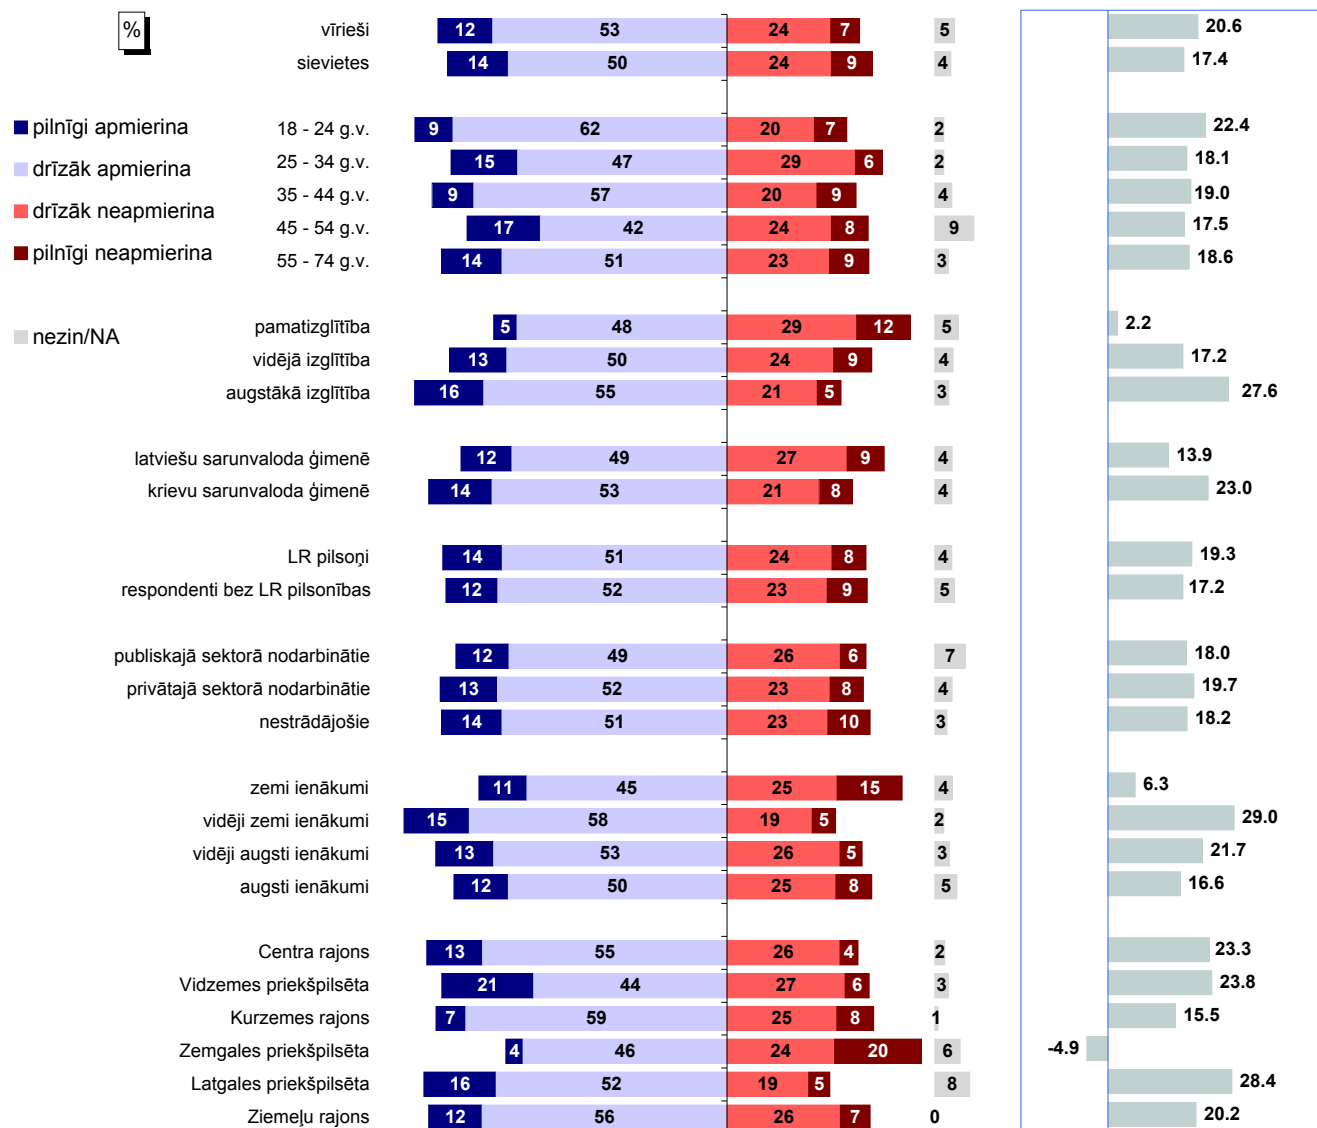 %
vīrieši 12 53 24 7 5 20.6
sievietes 14 50 24 9 4 17.4
pilnīgi apmierina
drīzāk apmierina
drīzāk neapmierina
pilnīgi neapmierina
nezin/NA
18 - 24 g.v. 9 62 20 7 2 22.4
25 - 34 g.v. 15 47 29 6 2 18.1
35 - 44 g.v. 9 57 20 9 4 19.0
45 - 54 g.v. 17 42 24 8 9 17.5
55 - 74 g.v. 14 51 23 9 3 18.6
pamatizglītība 5 48 29 12 5 2.2
vidējā izglītība 13 50 24 9 4 17.2
augstākā izglītība 16 55 21 5 3 27.6
latviešu sarunvaloda ģimenē 12 49 27 9 4 13.9
krievu sarunvaloda ģimenē 14 53 21 8 4 23.0
LR pilsoņi 14 51 24 8 4 19.3
respondenti bez LR pilsonības 12 52 23 9 5 17.2
publiskajā sektorā nodarbinātie 12 49 26 6 7 18.0
privātajā sektorā nodarbinātie 13 52 23 8 4 19.7
nestrādājošie 14 51 23 10 3 18.2
zemi ienākumi 11 45 25 15 4 6.3
vidēji zemi ienākumi 15 58 19 5 2 29.0
vidēji augsti ienākumi 13 53 26 5 3 21.7
augsti ienākumi 12 50 25 8 5 16.6
Centra rajons 13 55 26 4 2 23.3
Vidzemes priekšpilsēta 21 44 27 6 3 23.8
Kurzemes rajons 7 59 25 8 1 15.5
Zemgales priekšpilsēta 4 46 24 20 6 -4.9
Latgales priekšpilsēta 16 52 19 5 8 28.4
Ziemeļu rajons 12 56 26 7 0 20.2